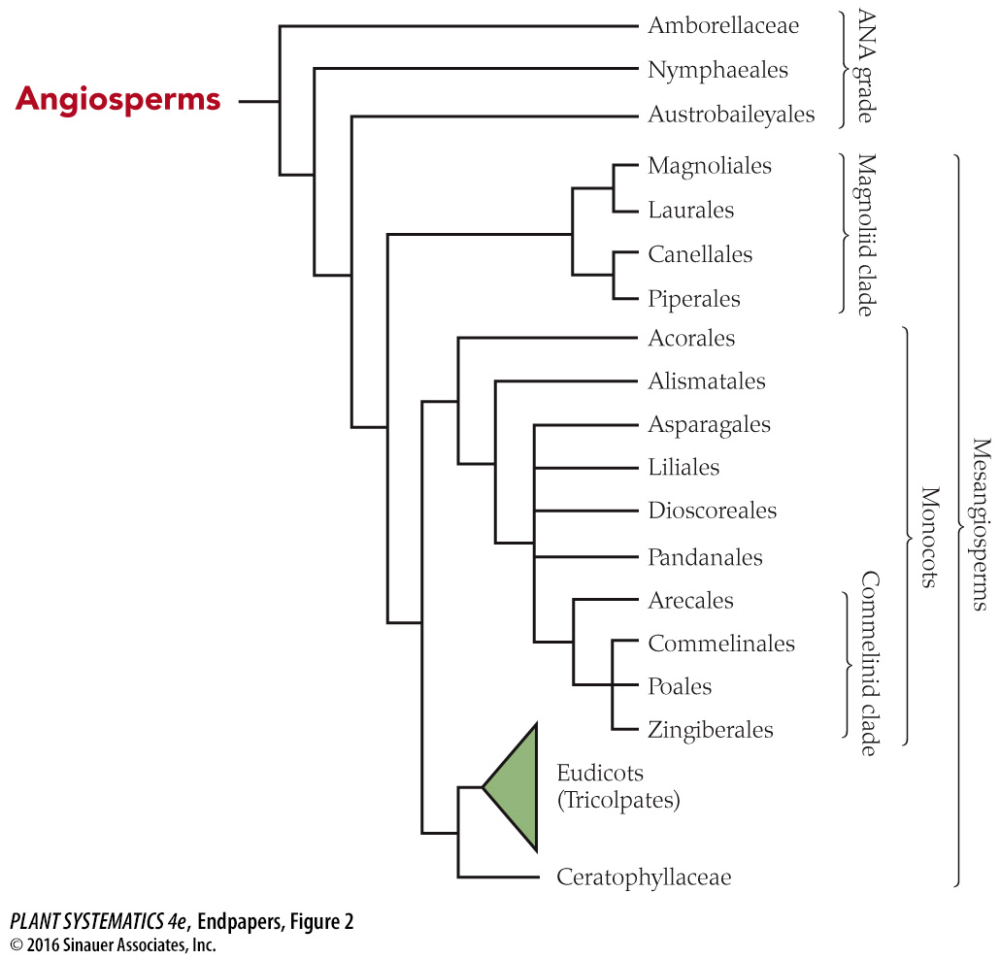 Angiosperms
Amborellaceae
Nymphaeales
Austrobaileyales
ANA grade
Magnoliales
Laurales
Canellales
Piperales
Magnoliid clade
Acorales
Alismatales
Asparagales
Liliales
Dioscoreales
Pandanales
Arecales
Commelinales
Poales
Zingiberales
Commelinid clade
Monocots
Mesangiosperms
Eudicots
(Tricolpates)
Ceratophyllaceae
PLANT SYSTEMATICS 4e, Endpapers, Figure 2
© 2016 Sinauer Associates, Inc.